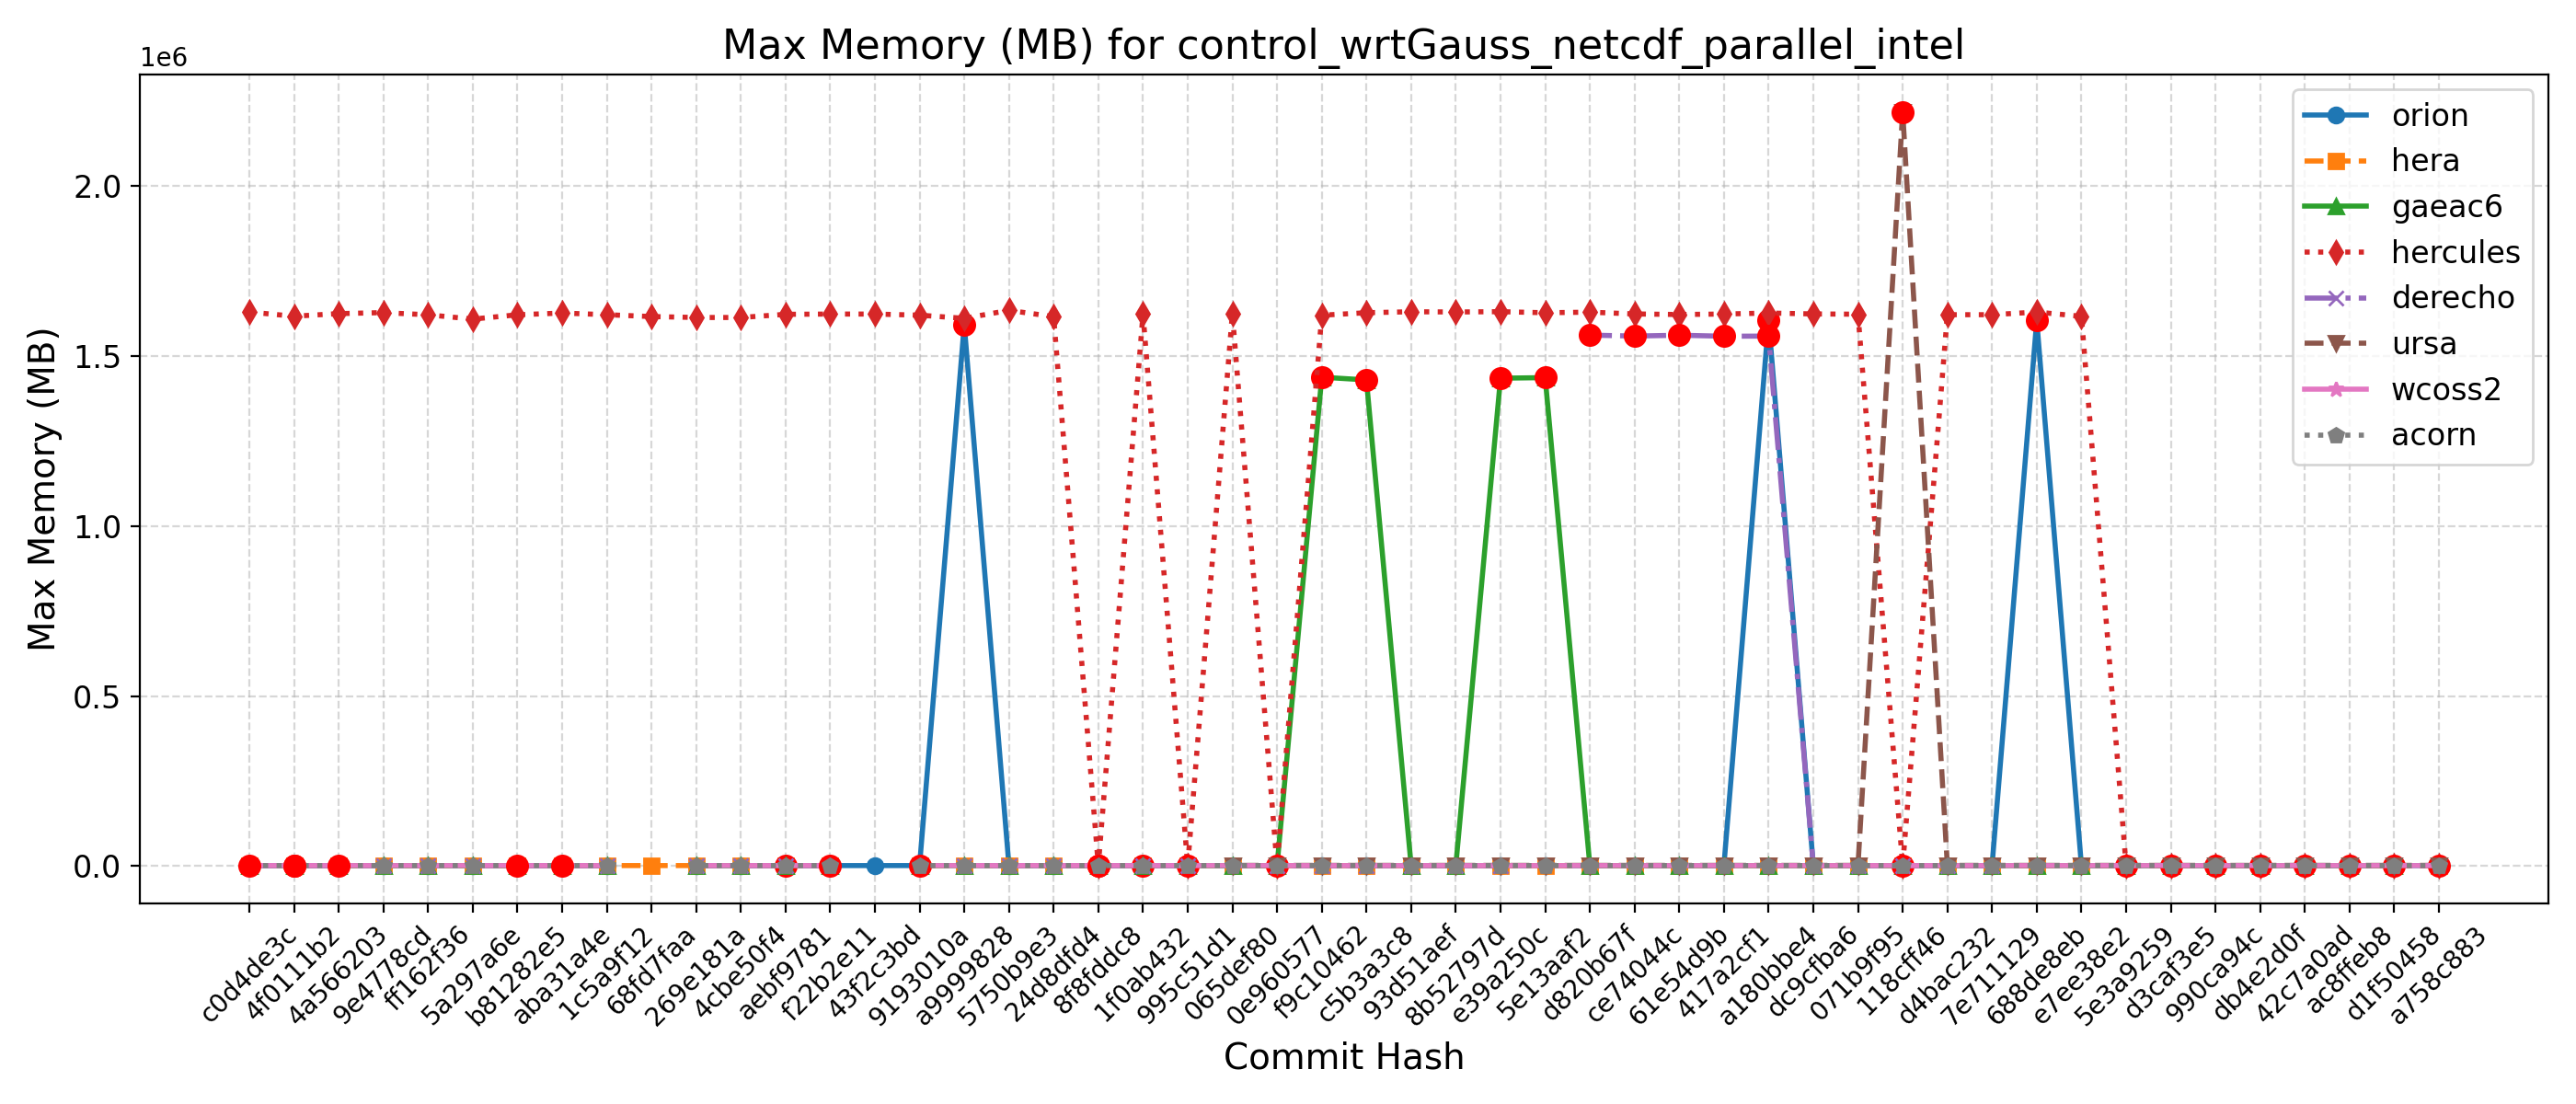 Max Memory (MB) for control_wrtGauss_netcdf_parallel_intel
1e6
2.0
1.5
1.0
0.5
0.0
Max Memory (MB)
orion
hera
gaeac6
hercules
derecho
ursa
wcoss2
acorn
c0d4de3c
4f0111b2
4a566203
9e4778cd
ff162f36
5a297a6e
b81282e5
aba31a4e
1c5a9f12
68fd7faa
269e181a
4cbe50f4
aebf9781
f22b2e11
43f2c3bd
9193010a
a9999828
5750b9e3
24d8dfd4
8f8fddc8
1f0ab432
995c51d1
065def80
0e960577
f9c10462
c5b3a3c8
93d51aef
8b52797d
e39a250c
5e13aaf2
d820b67f
ce74044c
61e54d9b
417a2cf1
a180bbe4
dc9cfba6
071b9f95
118cff46
d4bac232
7e711129
688de8eb
e7ee38e2
5e3a9259
d3caf3e5
990ca94c
db4e2d0f
42c7a0ad
ac8ffeb8
d1f50458
a758c883
Commit Hash